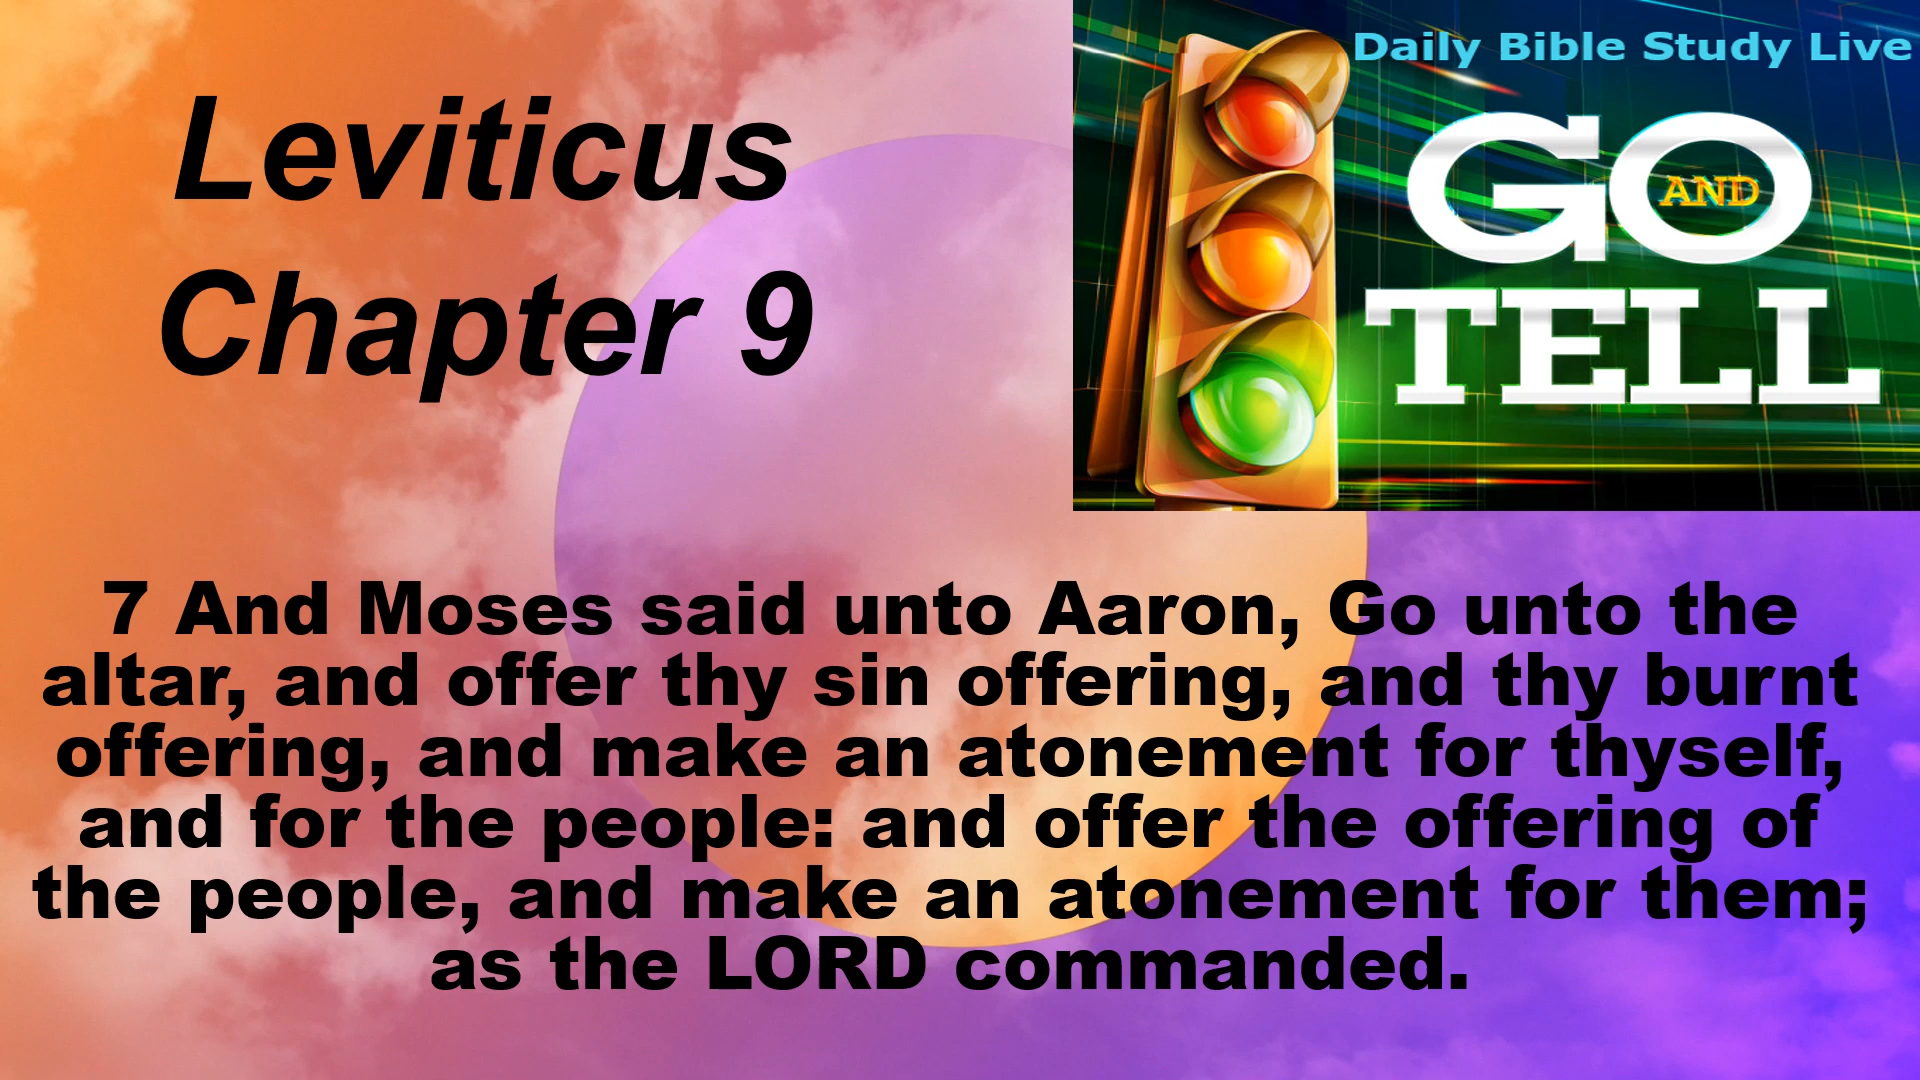 Leviticus
Chapter 9
Daily Bible Study Live
GO
AND
TELL
7 And Moses said unto Aaron, Go unto the
altar, and offer thy sin offering, and thy burnt
offering, and make an atonement for thyself,
and for the people: and offer the offering of
the people, and make an atonement for them;
as the LORD commanded.